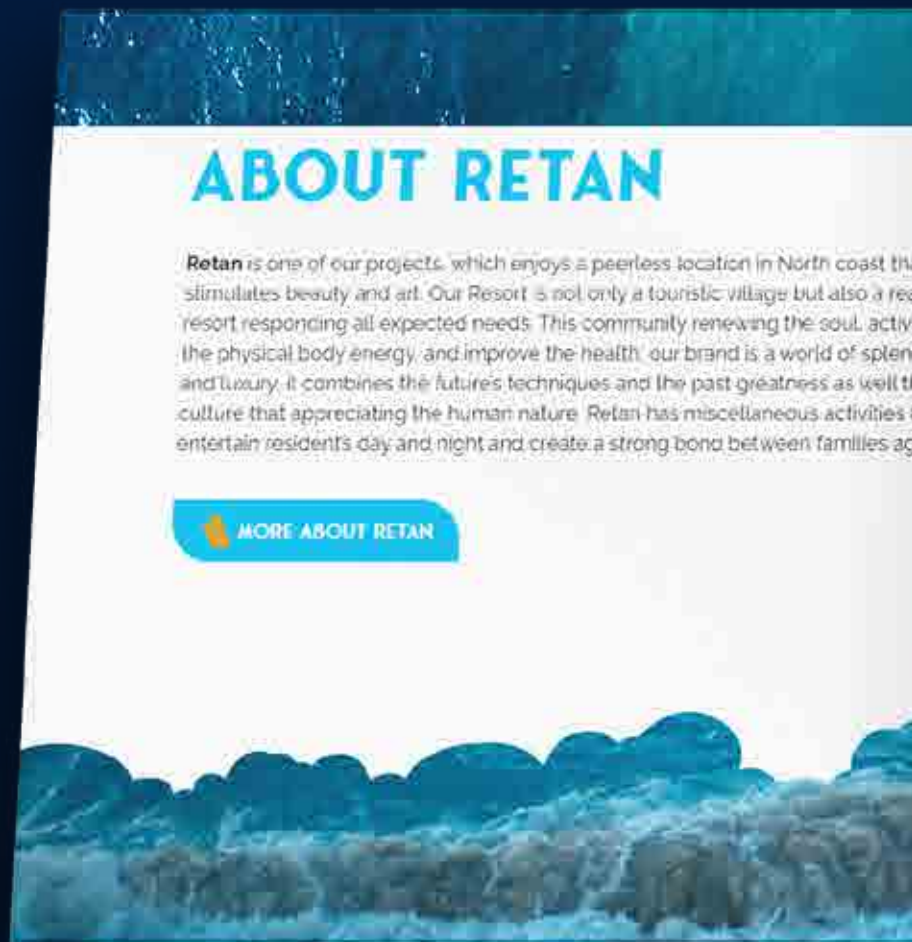 ABOUT RETAN
Retan is one of our projects, which enjoys a peerless location in North coast tha
stimulates beauty and art. Our Resort is not only a touristic village but also a rea
resort responding all expected needs. This community renewing the soul, activ
the physical body energy, and improve the health, our brand is a world of splen
and luxury, it combines the future's techniques and the past greatness as well th
culture that appreciating the human nature. Retan has miscellaneous activities
entertain resident's day and night and create a strong bond between families ag
MORE ABOUT RETAN